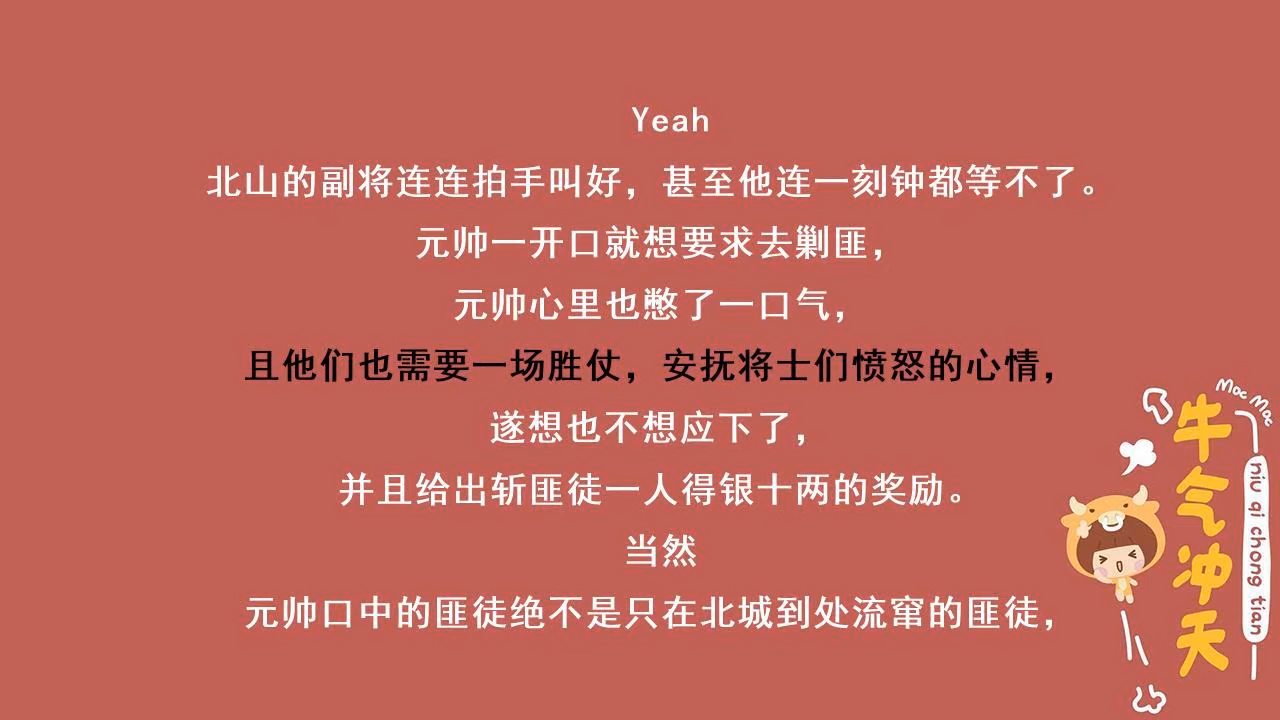 Yeah
北山的副将连连拍手叫好，甚至他连一刻钟都等不了。
元帅一开口就想要求去剿匪，
元帅心里也憋了一口气，
且他们也需要一场胜仗，安抚将士们愤怒的心情，
遂想也不想应下了，
并且给出斩匪徒一人得银十两的奖励。
当然
元帅口中的匪徒绝不是只在北城到处流窜的匪徒，
Moc Moc
牛气冲天
niu qi chong tian